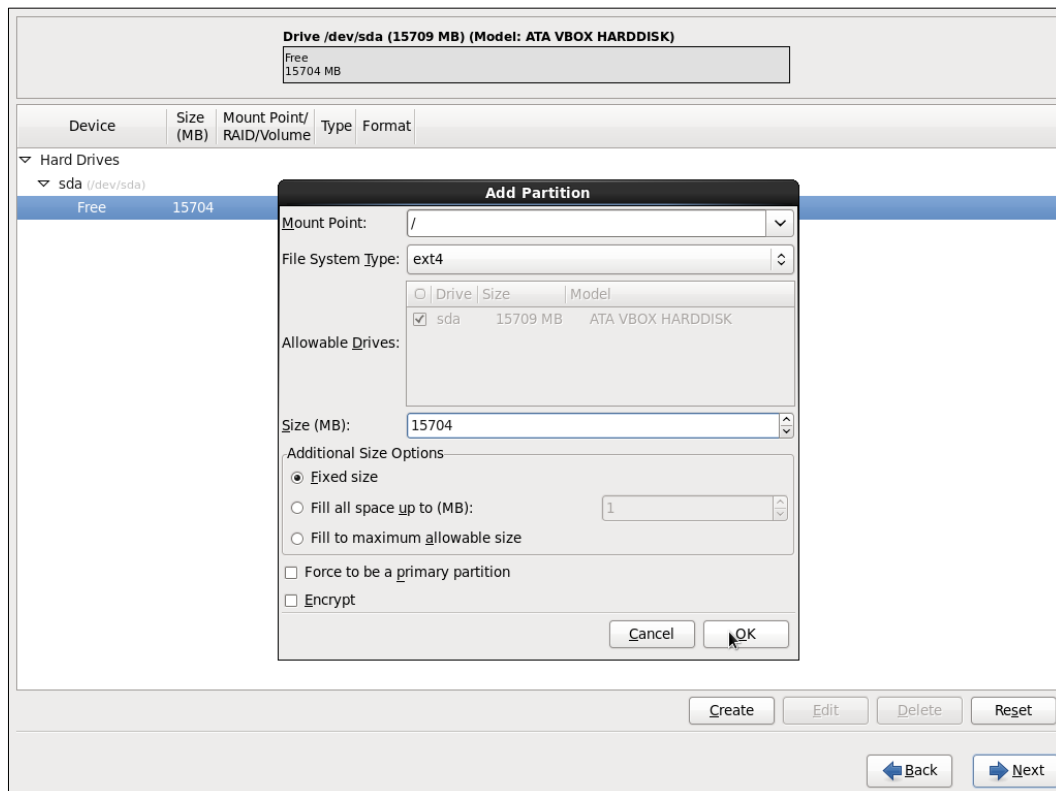 Drive /dev/sda (15709 MB) (Model: ATA VBOX HARDDISK)
Free
15704 MB
Device
Size
(MB)
Mount Point/
RAID/Volume
Type
Format
Hard Drives
sda (/dev/sda)
Free 15704
Add Partition
Mount Point: /
File System Type: ext4
Drive Size Model
sda 15709 MB ATA VBOX HARDDISK
Allowable Drives:
Size (MB): 15704
Additional Size Options
Fixed size
Fill all space up to (MB): 1
Fill to maximum allowable size
Force to be a primary partition
Encrypt
Cancel OK
Create Edit Delete Reset
Back Next